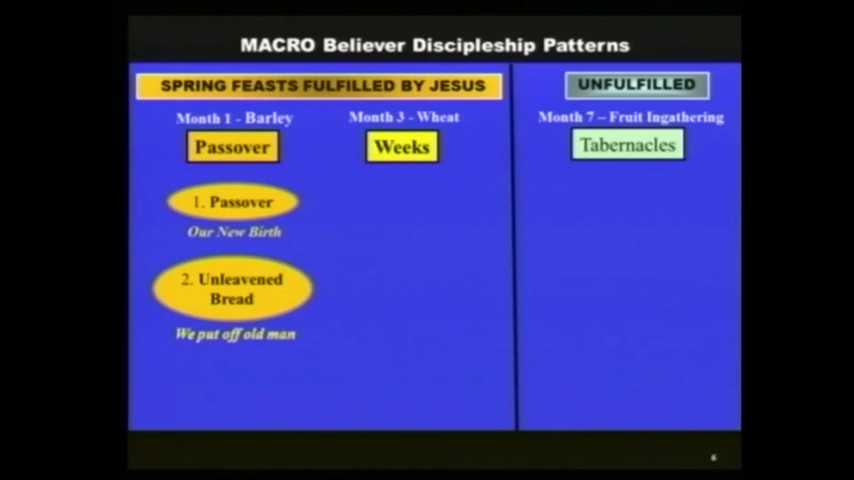 MACRO Believer Discipleship Patterns
SPRING FEASTS FULFILLED BY JESUS
UNFULFILLED
Month 1 - Barley
Month 3 - Wheat
Month 7 – Fruit Ingathering
Passover
Weeks
Tabernacles
1. Passover
Our New Birth
2. Unleavened
Bread
We put off old man
6